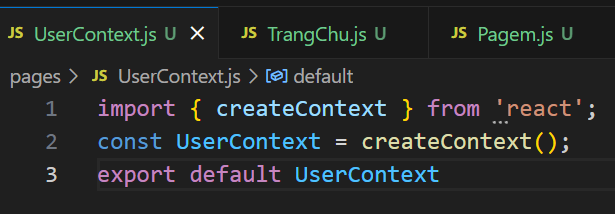 JS UserContext.js U × JS TrangChu.js U JS Pagem.js U
pages > JS UserContext.js > default
1 import { createContext } from 'react';
2 const UserContext = createContext();
3 export default UserContext